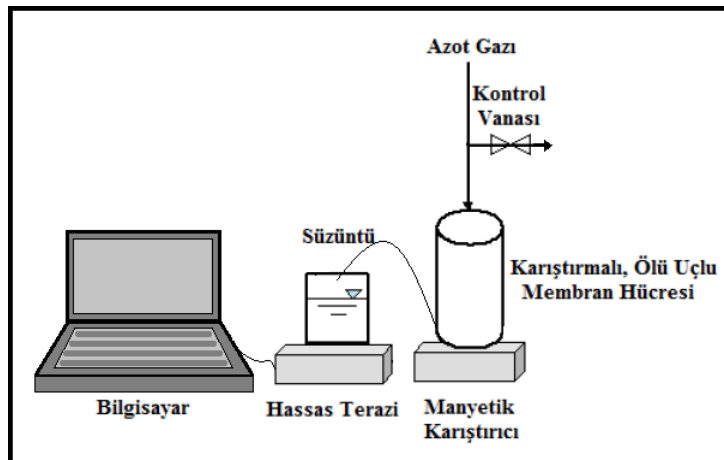 Azot Gazı
Kontrol
Vanası
Süzüntü
Karıştırmalı, Ölü Uçlu
Membran Hücresi
Bilgisayar
Hassas Terazi
Manyetik
Karıştırıcı